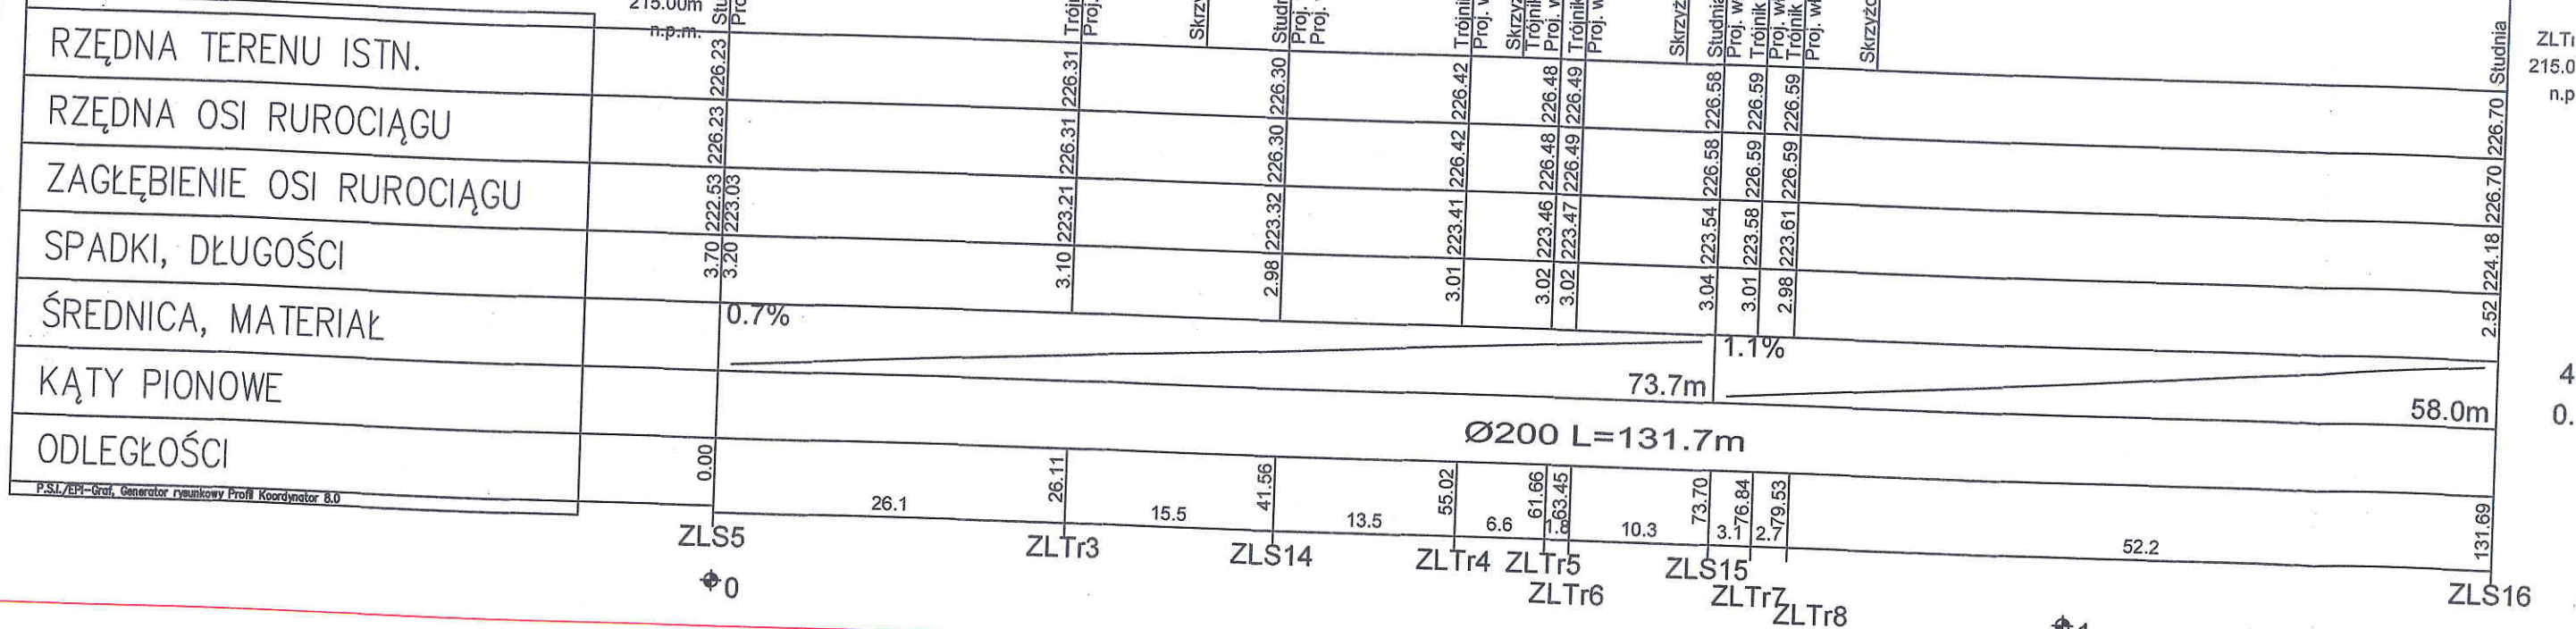 215.00m
n.p.m.
Trójnik
Studnia
Studnia
ZLTr
215.0
n.p
RZĘDNA TERENU ISTN.
226.23 226.31 226.30 226.42 226.48 226.49 226.58 226.59 226.59 226.70
RZĘDNA OSI RUROCIĄGU
226.23 226.31 226.30 226.42 226.48 226.49 226.58 226.59 226.59 226.70
ZAGŁĘBIENIE OSI RUROCIĄGU
222.53 223.03 223.21 223.32 223.41 223.46 223.47 223.54 223.58 223.61 224.18
SPADKI, DŁUGOŚCI
3.70 3.20 3.10 2.98 3.01 3.02 3.02 3.04 3.01 2.98 2.52
ŚREDNICA, MATERIAŁ
0.7% 73.7m 1.1% 58.0m
4
0.
KĄTY PIONOWE
Ø200 L=131.7m
ODLEGŁOŚCI
0.00 26.11 41.56 55.02 61.66 63.45 73.70 76.84 79.53 131.69
26.1 15.5 13.5 6.6 1.8 10.3 3.1 2.7 52.2
P.S.I./EPI-Graf, Generator rysunkowy Profil Koordynator 8.0
ZLS5 ZLTr3 ZLS14 ZLTr4 ZLTr5 ZLS15 ZLS16
ZLTr6 ZLTr7 ZLTr8
0